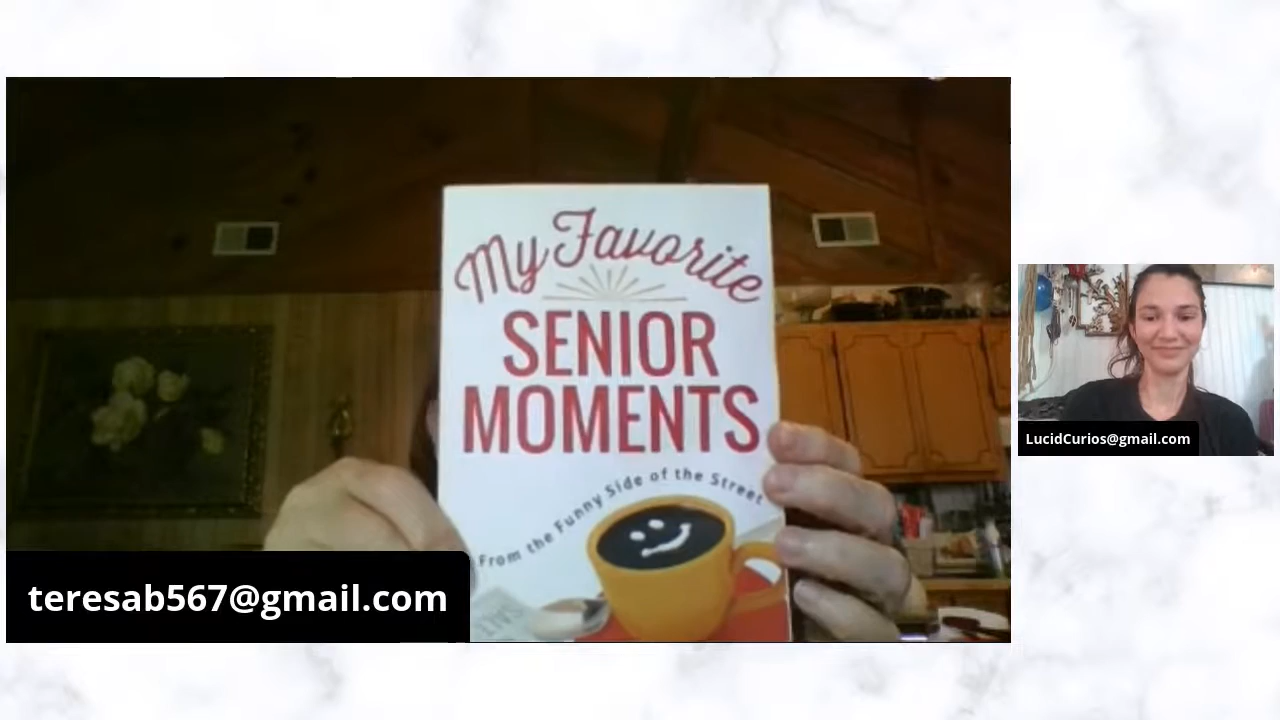 My Favorite
SENIOR
MOMENTS
From the Funny Side of the Street
teresab567@gmail.com
LucidCurios@gmail.com